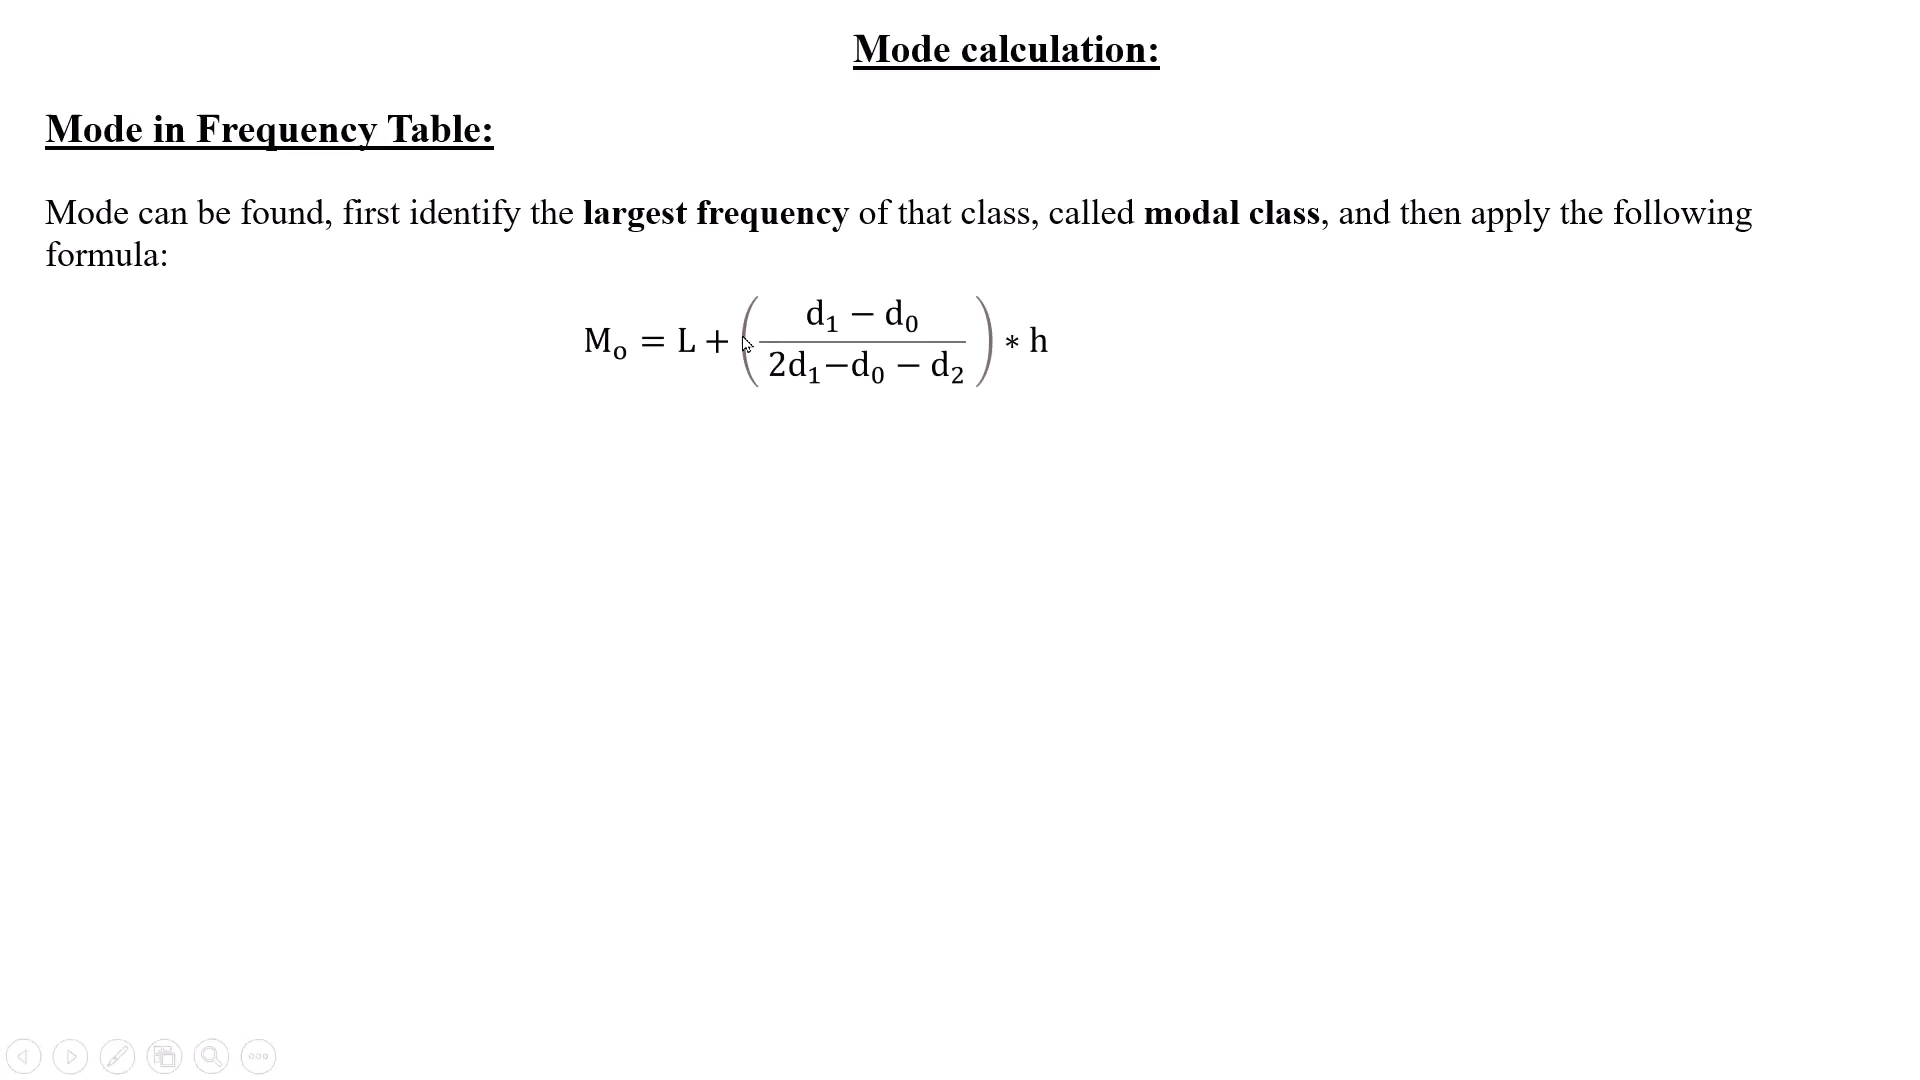 Mode calculation:
Mode in Frequency Table:
Mode can be found, first identify the largest frequency of that class, called modal class, and then apply the following
formula:
M₀ = L + ( (d₁ − d₀) / (2d₁−d₀ − d₂) ) ∗ h